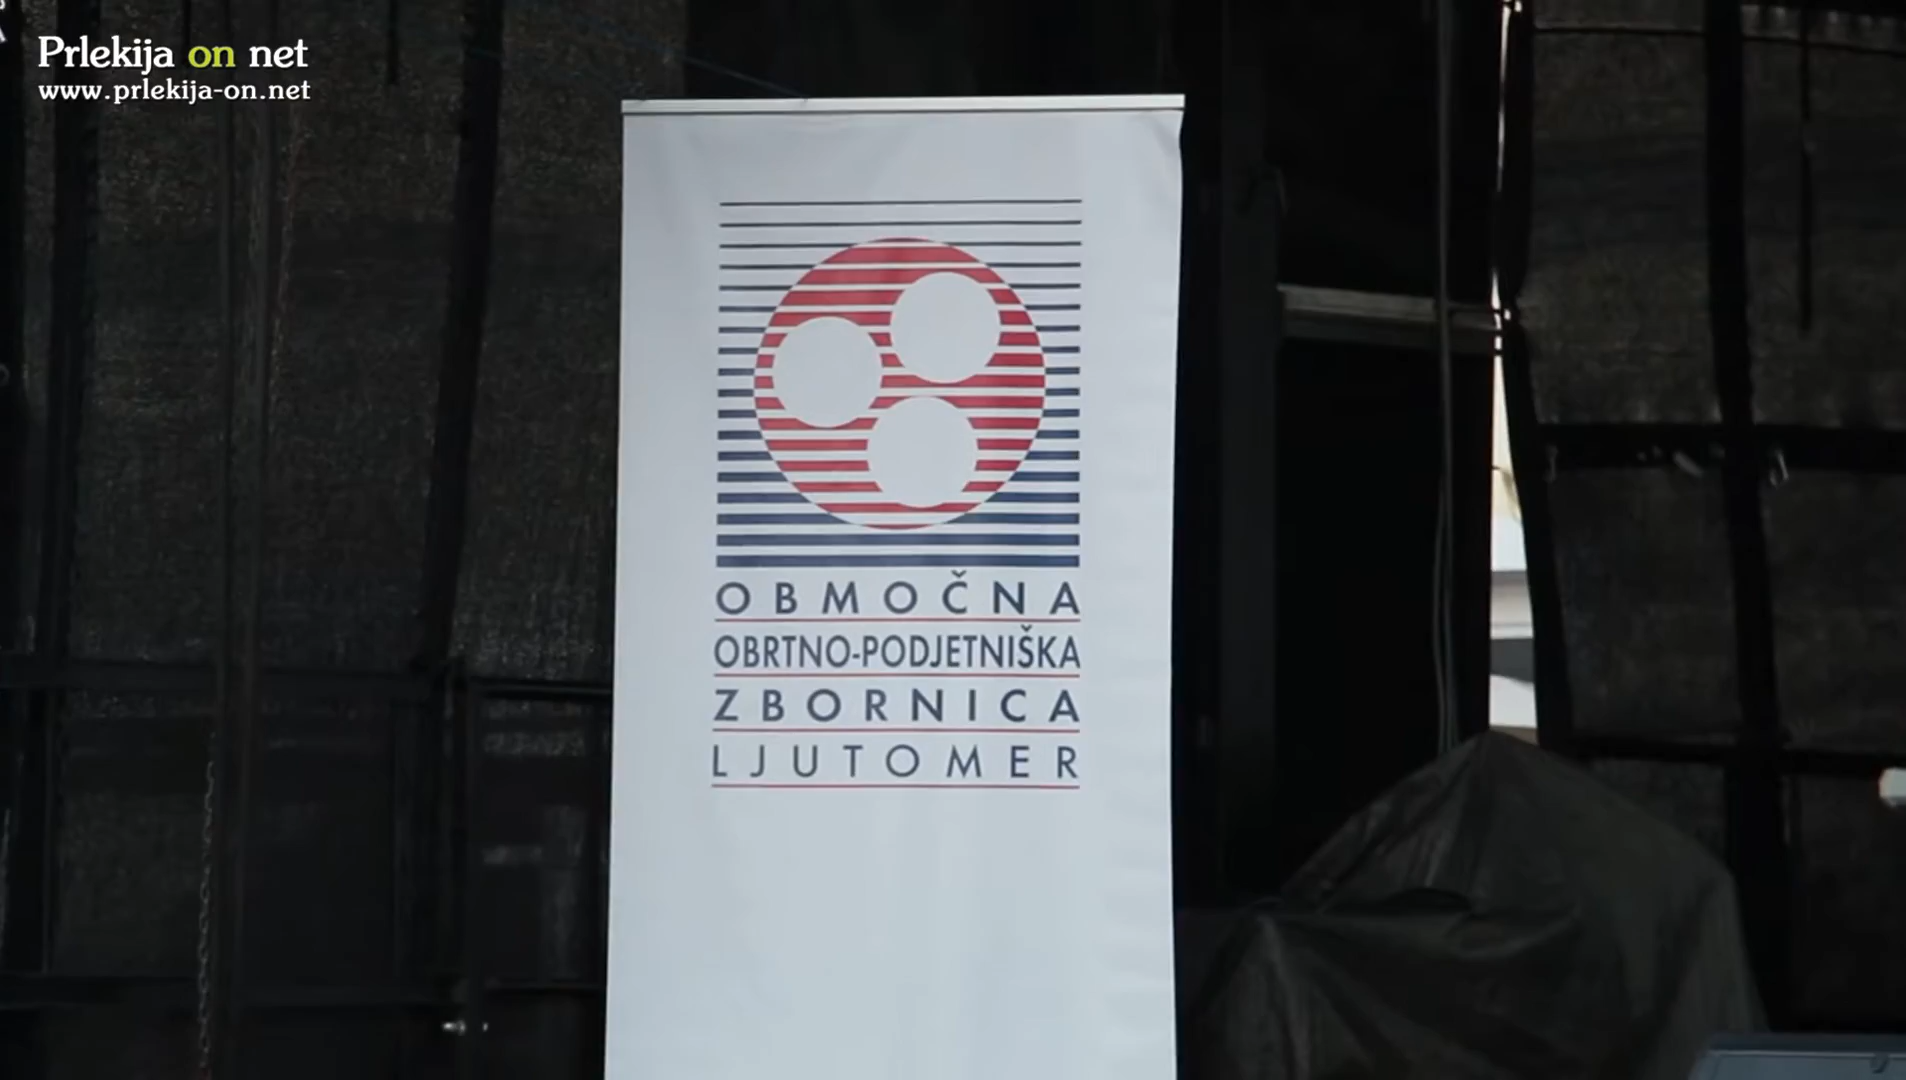 Prlekija on net
www.prlekija-on.net
OBMOČNA
OBRTNO-PODJETNIŠKA
ZBORNICA
LJUTOMER